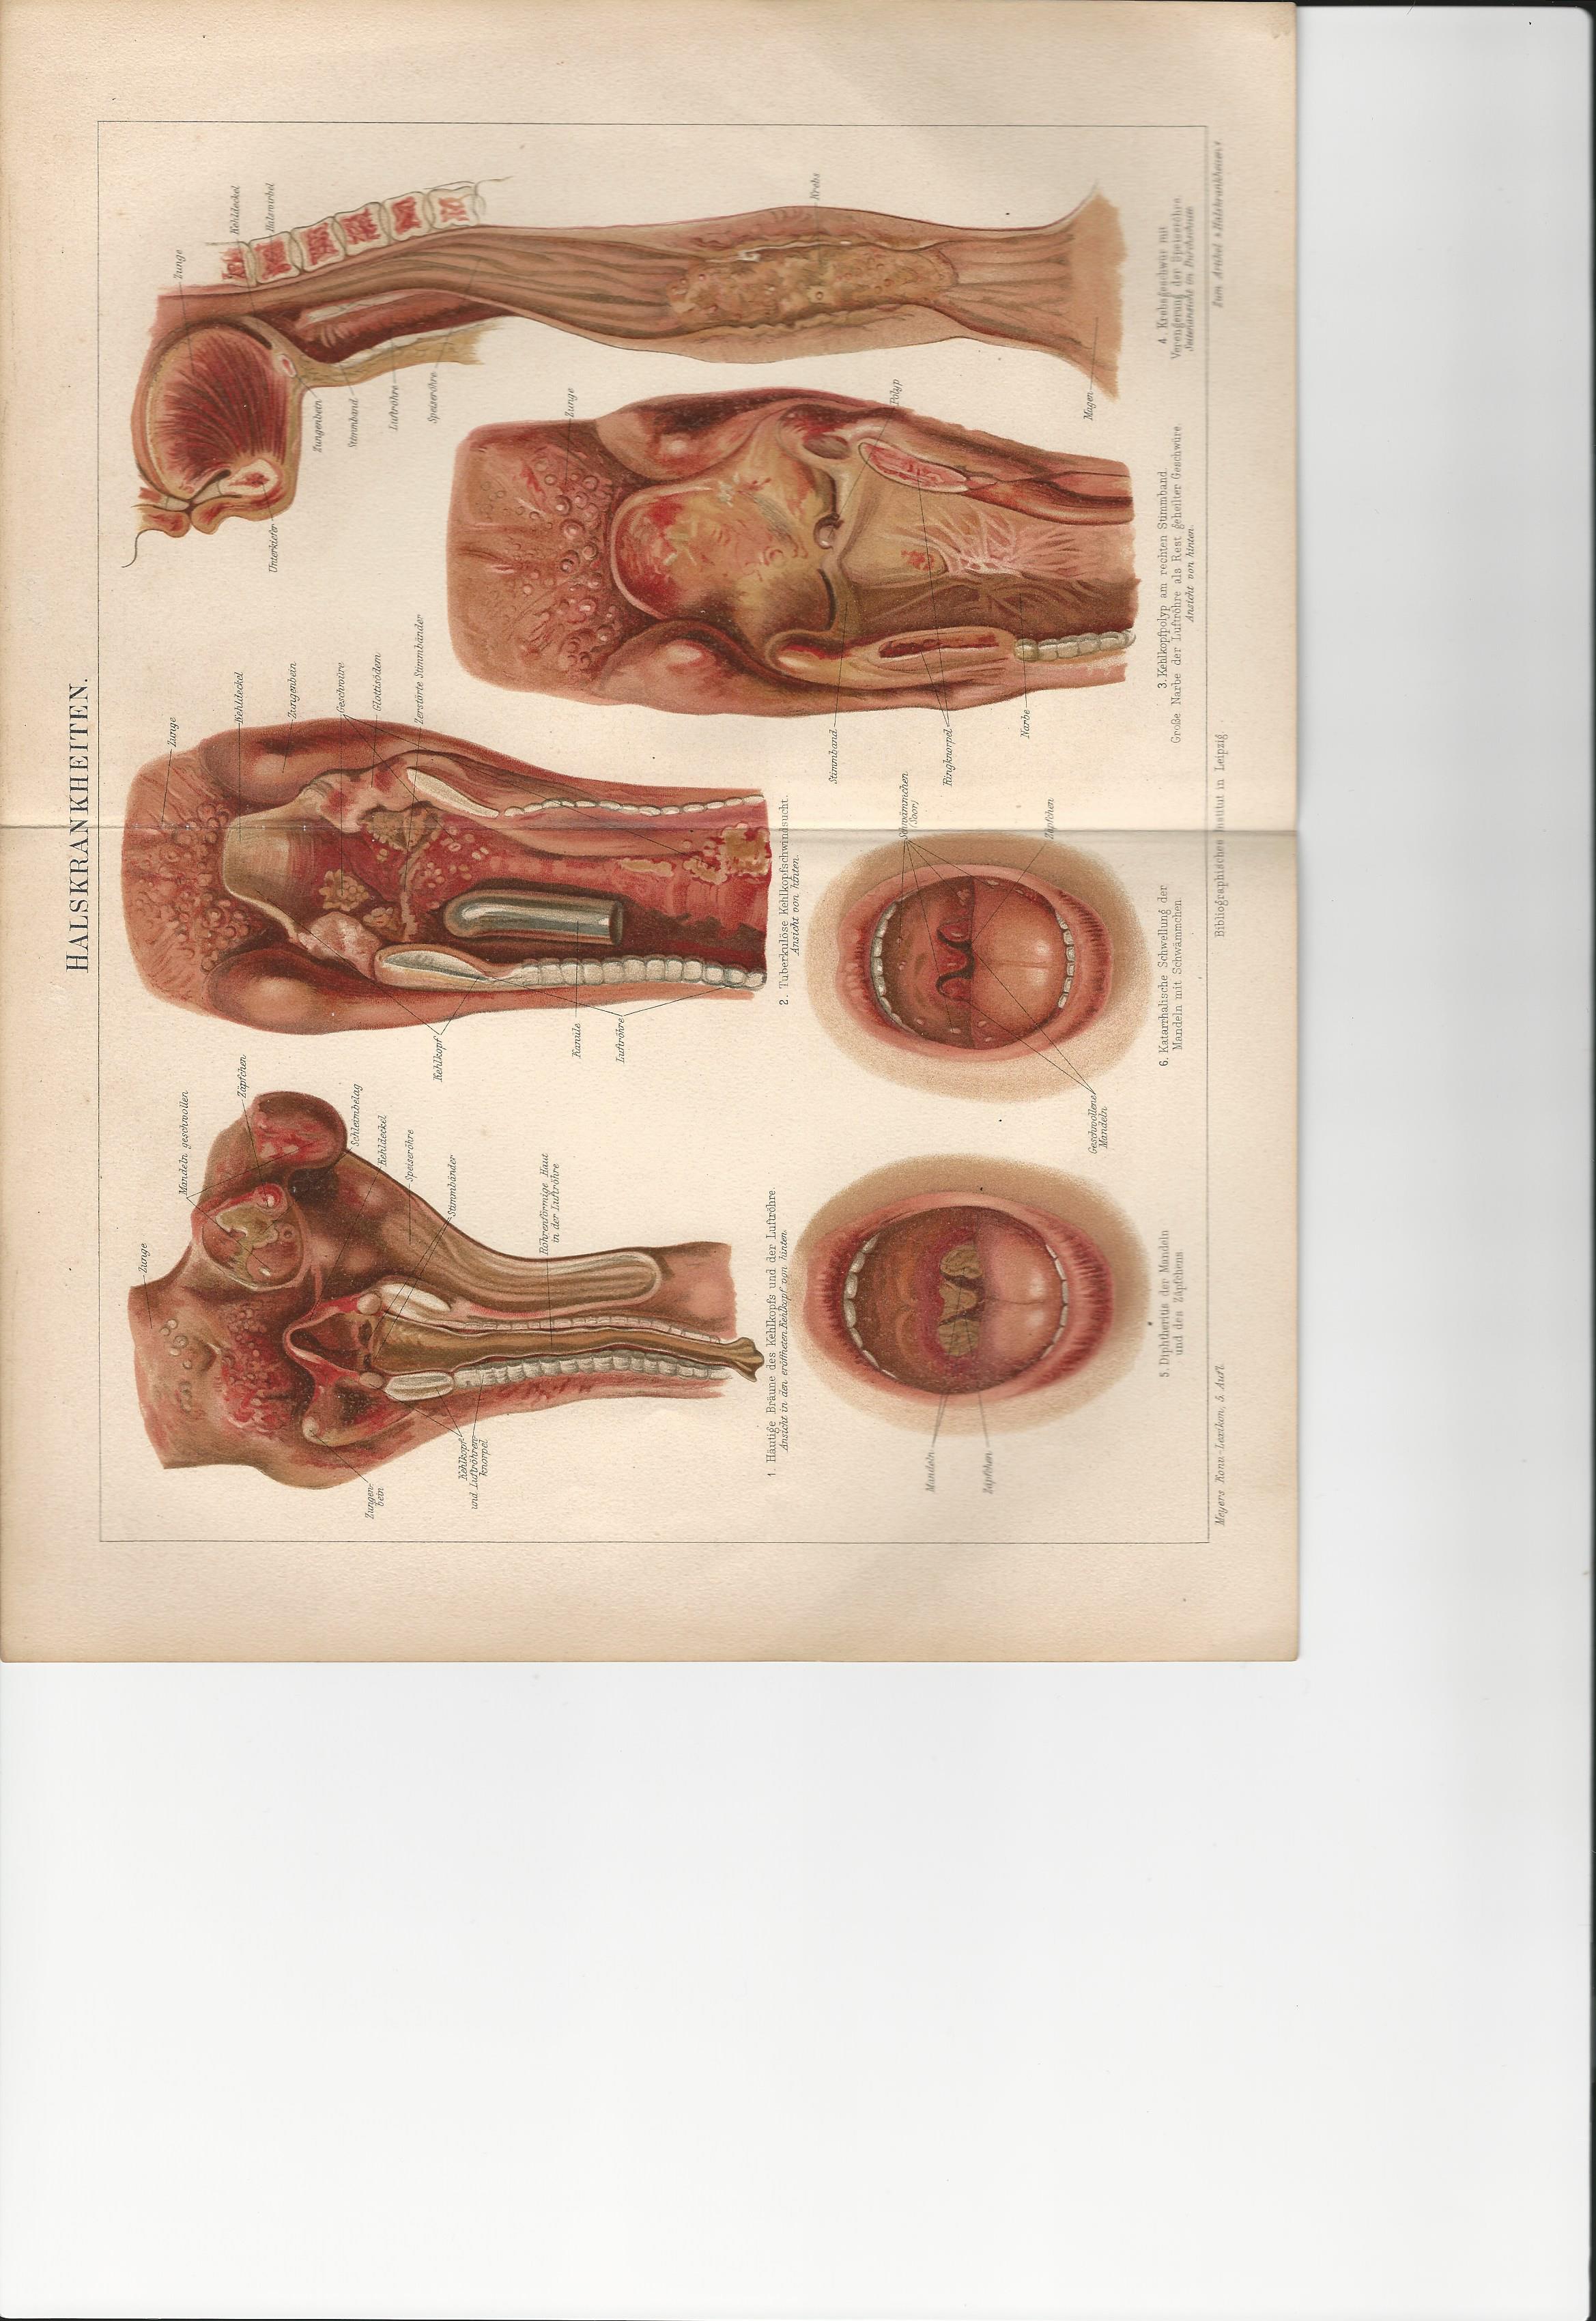 HALSKRANKHEITEN.
Zunge
Mandeln geschwollen
Zäpfchen
Schleimbelag
Kehldeckel
Speiseröhre
Stimmbänder
Röhrenförmige Haut
in der Luftröhre
Zungen-
bein
Kehlkopf-
und Luftröhren-
knorpel
1. Häutige Bräune des Kehlkopfs und der Luftröhre.
Ansicht in den eröffneten Kehlkopf von hinten.
Zunge
Kehldeckel
Zungenbein
Geschwüre
Glottisödem
Zerstörte Stimmbänder
Kehlkopf
Kanüle
Luftröhre
2. Tuberkulöse Kehlkopfschwindsucht.
Ansicht von hinten.
Zunge
Kehldeckel
Halswirbel
Unterkiefer
Zungenbein
Stimmband
Luftröhre
Speiseröhre
Krebs
Magen
4. Krebsgeschwür mit
Verengerung der Speiseröhre.
Seitenansicht im Durchschnitt.
Zunge
Stimmband
Polyp
Ringknorpel
Narbe
3. Kehlkopfpolyp am rechten Stimmband.
Große Narbe der Luftröhre als Rest geheilter Geschwüre.
Ansicht von hinten.
Mandeln
Zäpfchen
5. Diphtheritis der Mandeln
und des Zäpfchens.
Schwämmchen
(Soor)
Zäpfchen
Geschwollene
Mandeln
6. Katarrhalische Schwellung der
Mandeln mit Schwämmchen.
Meyers Konv.-Lexikon, 5. Aufl.
Bibliographisches Institut in Leipzig.
Zum Artikel »Halskrankheiten«.